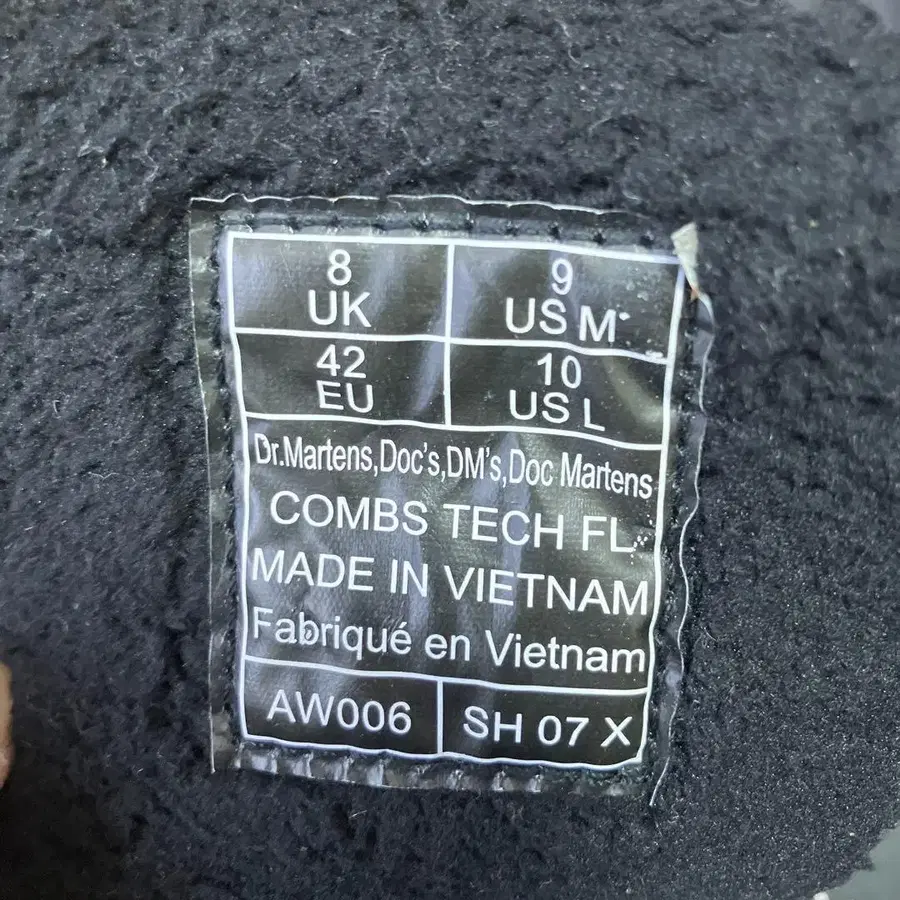 8
UK
9
US M
42
EU
10
US L
Dr.Martens,Doc's,DM's,Doc Martens
COMBS TECH FL
MADE IN VIETNAM
Fabriqué en Vietnam
AW006
SH 07 X